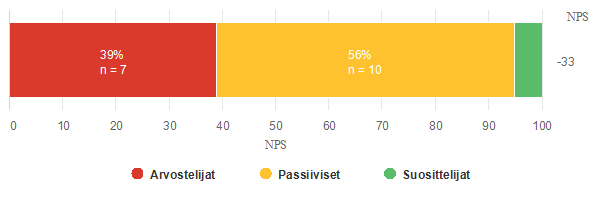 NPS
39%
n = 7
56%
n = 10
-33
0 10 20 30 40 50 60 70 80 90 100
NPS
Arvostelijat Passiiviset Suosittelijat